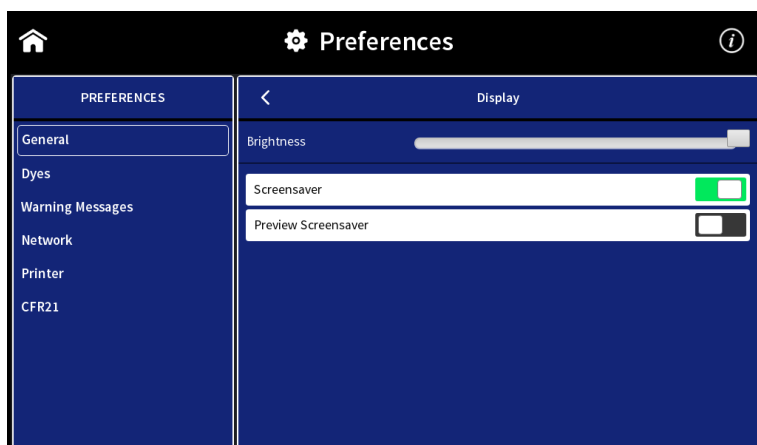 Preferences
i
PREFERENCES
General
Dyes
Warning Messages
Network
Printer
CFR21
Display
Brightness
Screensaver
Preview Screensaver